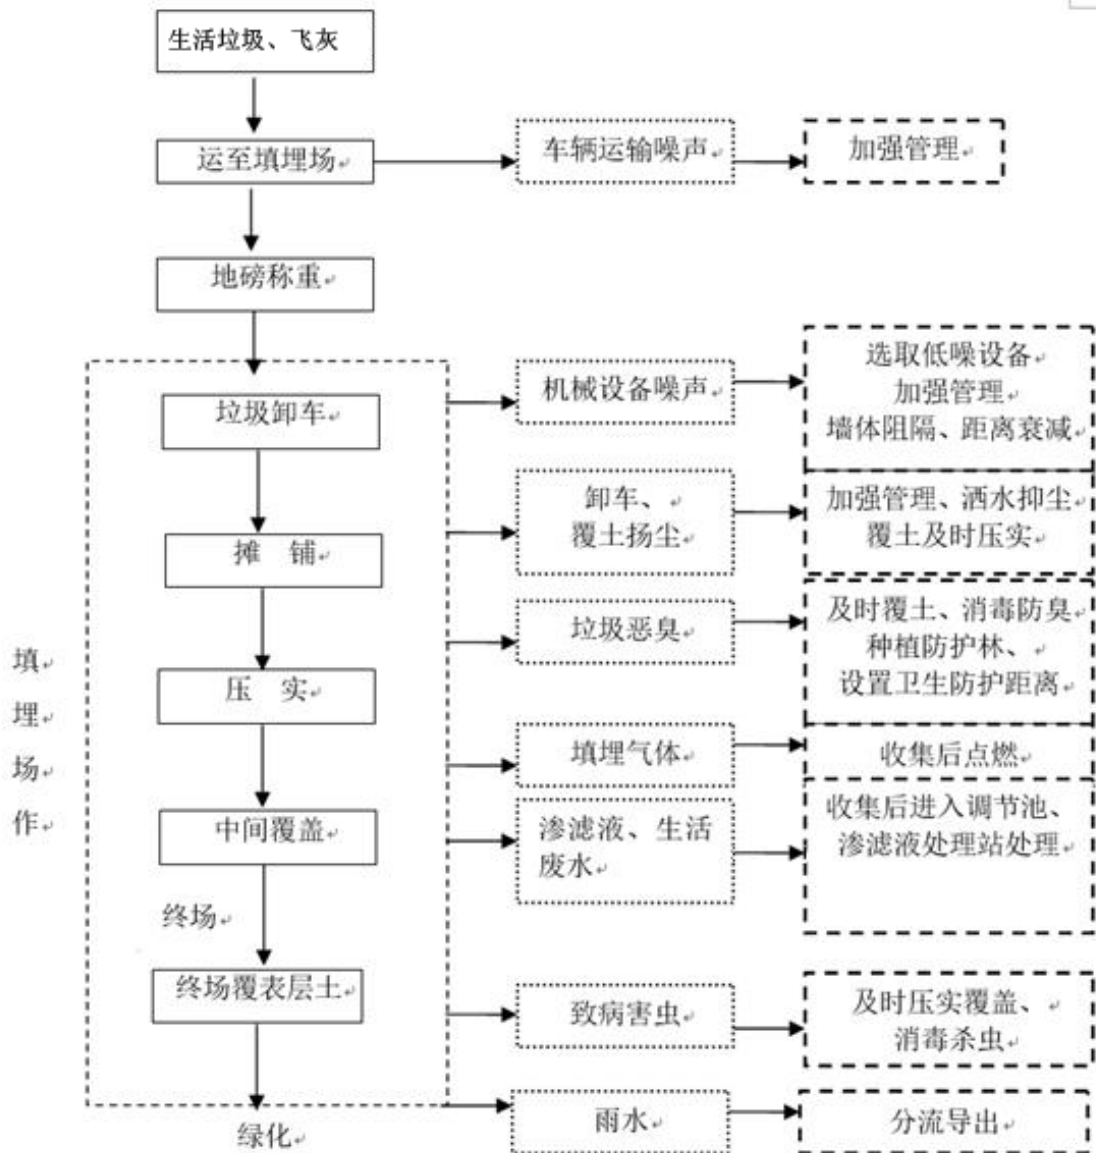 生活垃圾、飞灰
运至填埋场
车辆运输噪声
加强管理
地磅称重
选取低噪设备
加强管理
墙体阻隔、距离衰减
机械设备噪声
垃圾卸车
卸车、
覆土扬尘
加强管理、洒水抑尘
覆土及时压实
摊 铺
垃圾恶臭
及时覆土、消毒防臭
种植防护林、
设置卫生防护距离
填
埋
场
作
压 实
填埋气体
收集后点燃
中间覆盖
渗滤液、生活
废水
收集后进入调节池、
渗滤液处理站处理
终场
终场覆表层土
致病害虫
及时压实覆盖、
消毒杀虫
绿化
雨水
分流导出